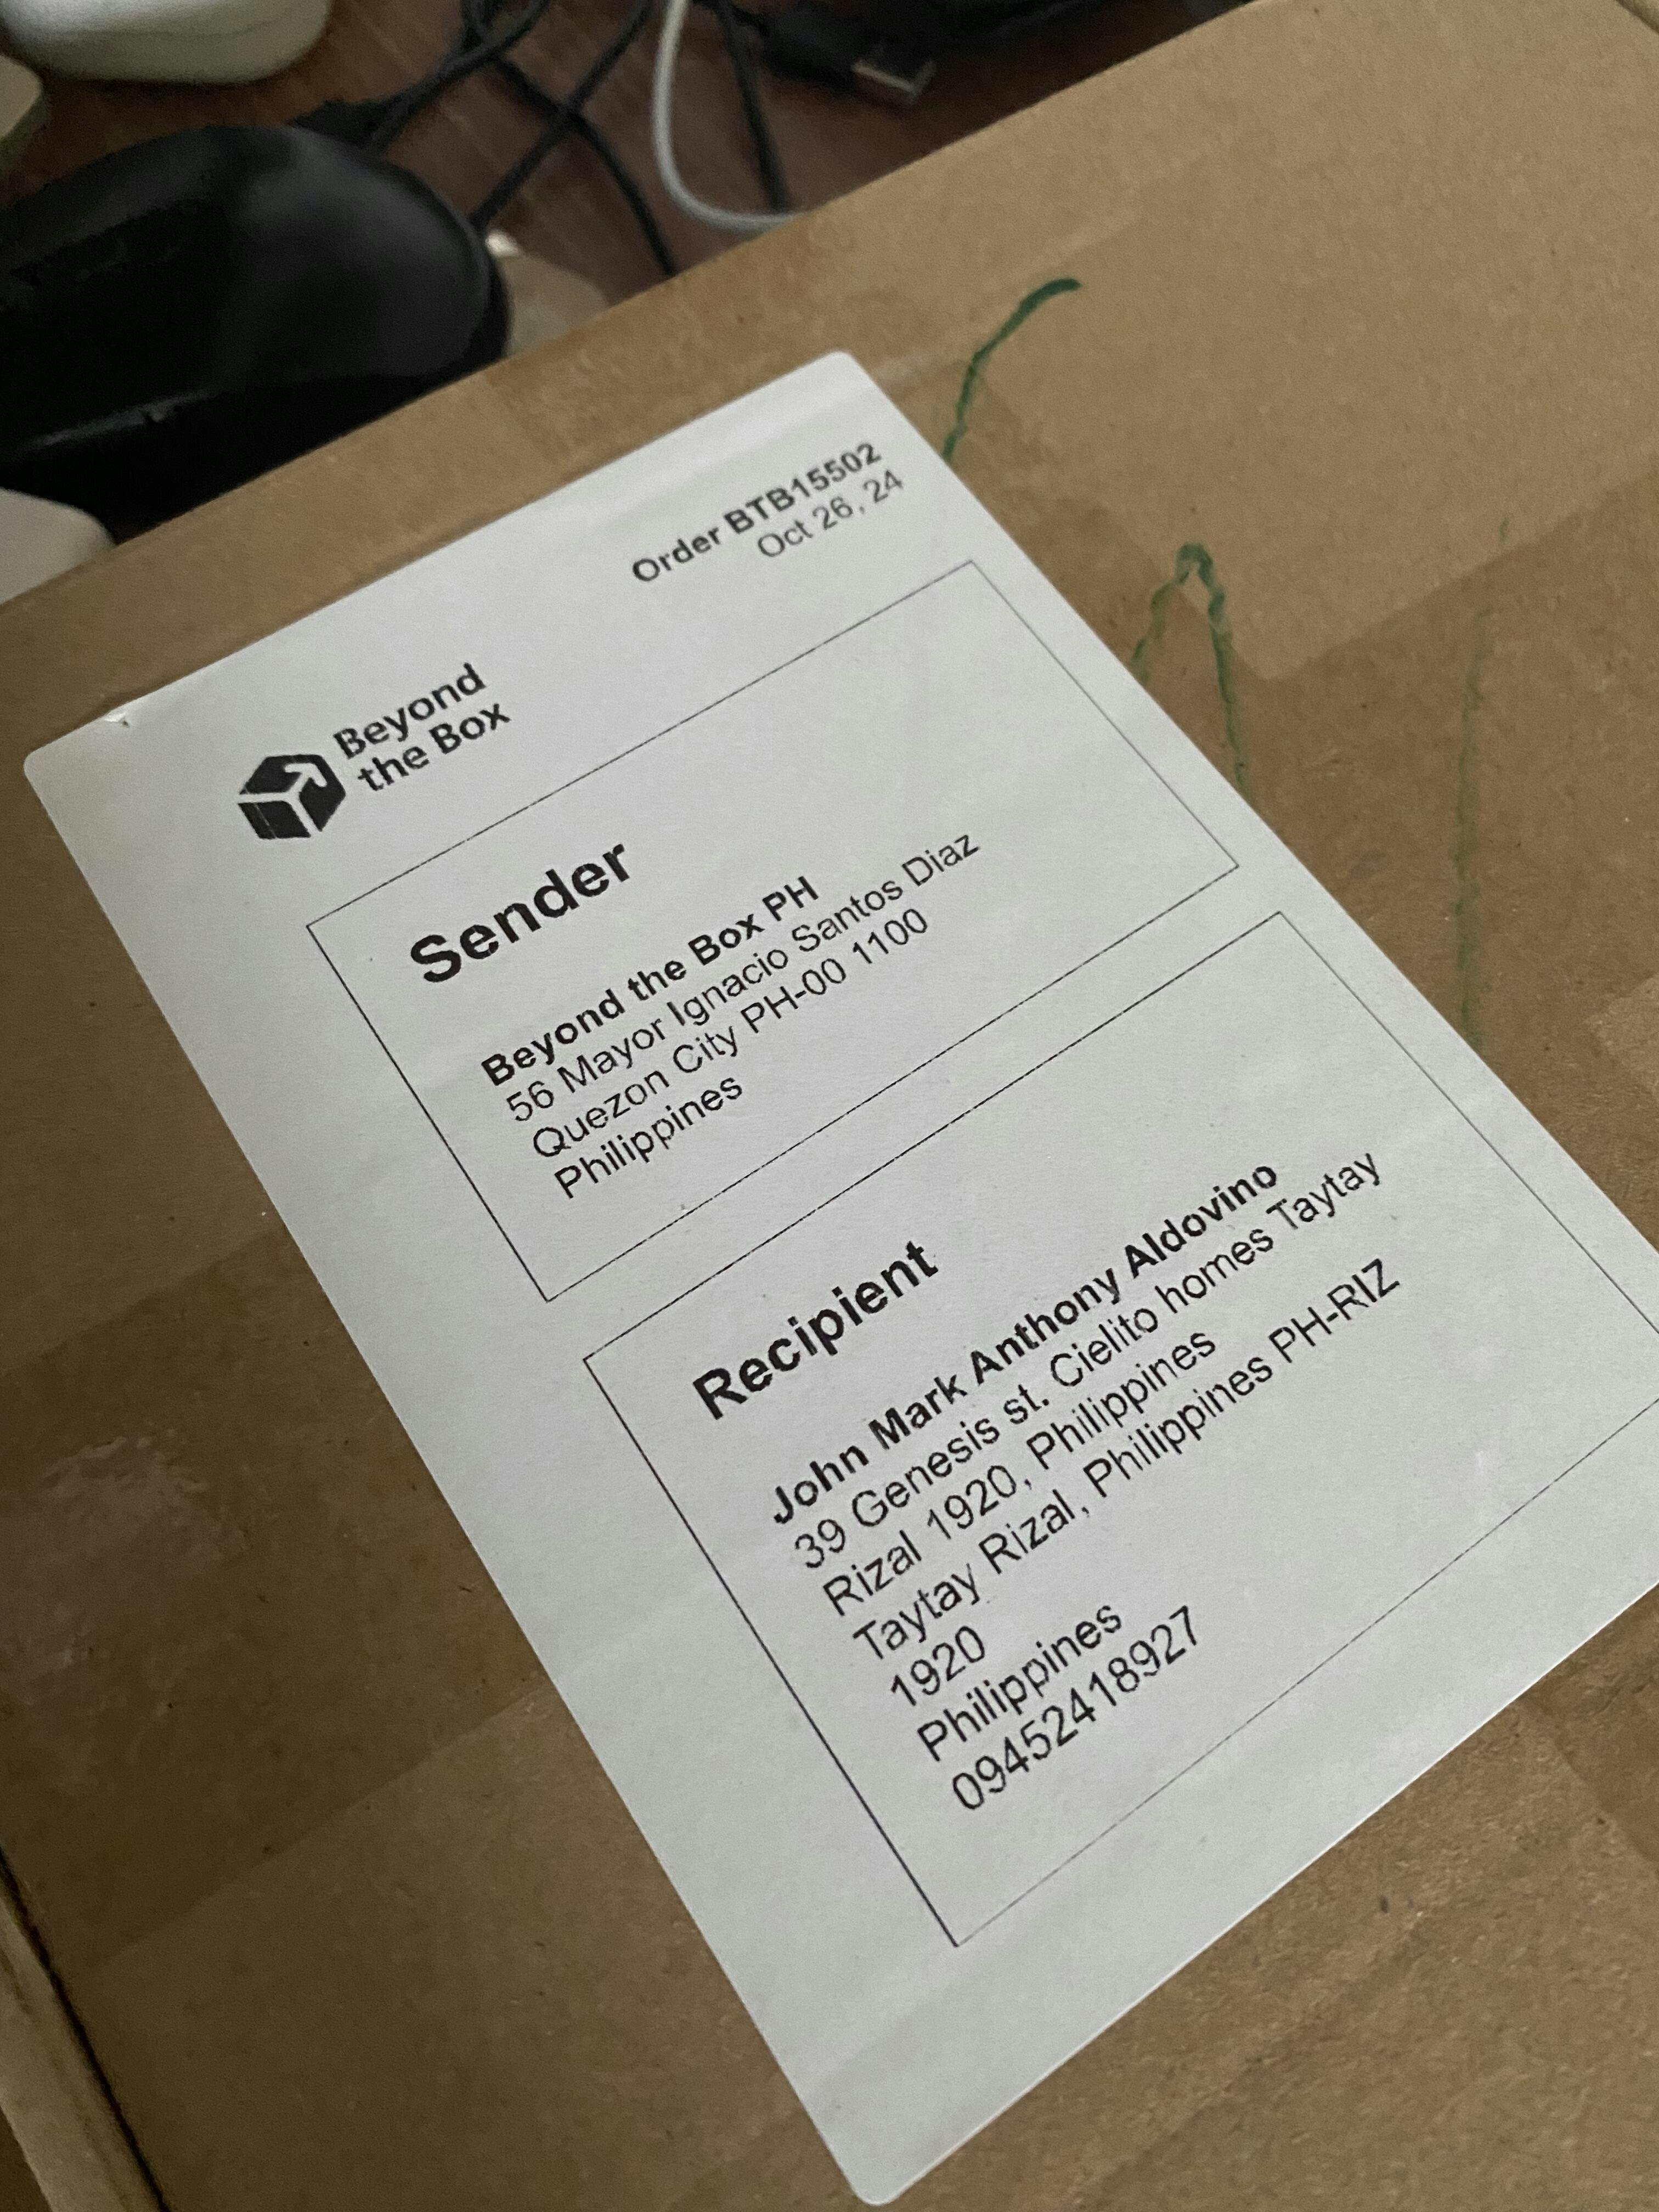 Order BTB15502
Oct 26, 24
Beyond
the Box
Sender
Beyond the Box PH
56 Mayor Ignacio Santos Diaz
Quezon City PH-00 1100
Philippines
Recipient
John Mark Anthony Aldovino
39 Genesis st. Cielito homes Taytay
Rizal 1920, Philippines
Taytay Rizal, Philippines PH-RIZ
1920
Philippines
09452418927